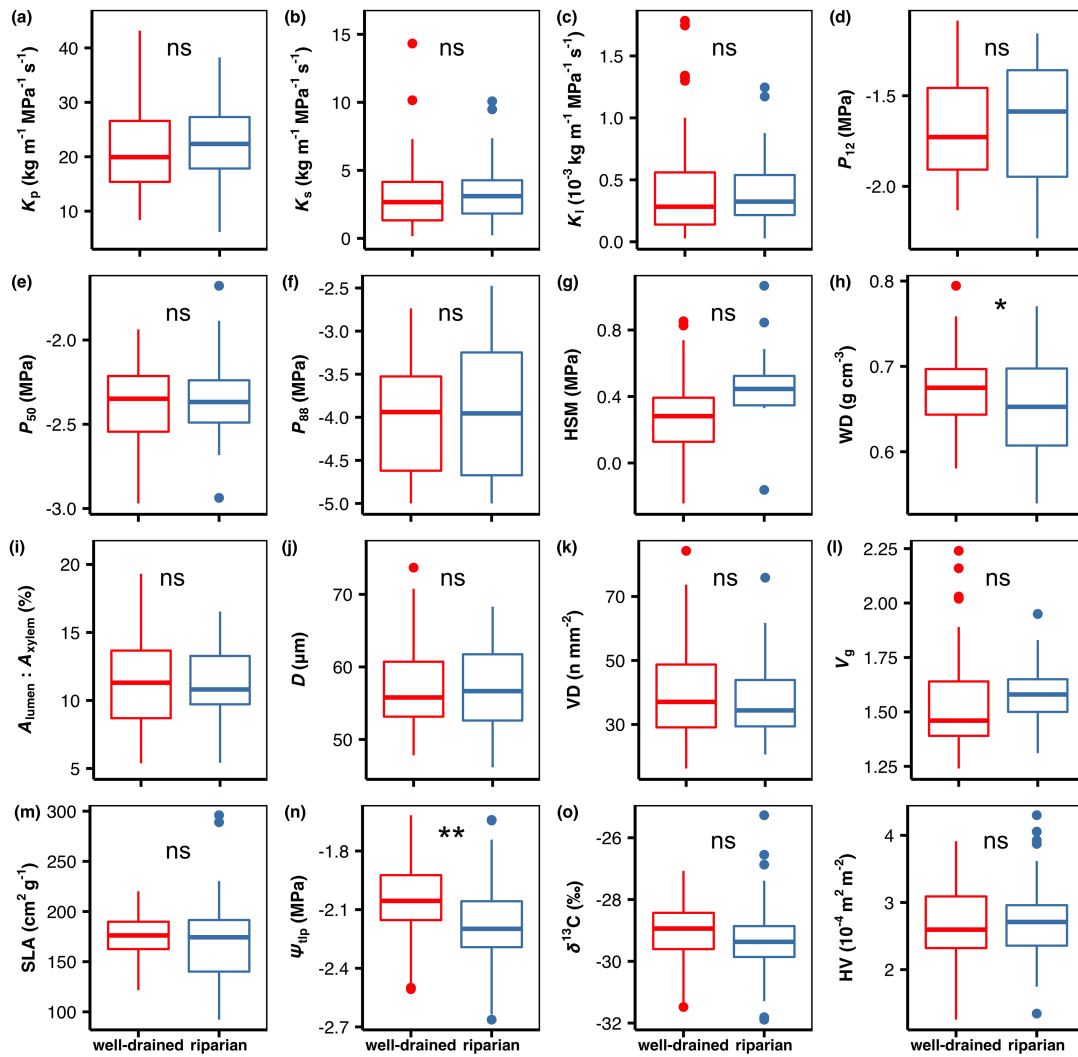 (a)
Kp (kg m⁻¹ MPa⁻¹ s⁻¹)
40
30
20
10
ns
(b)
Ks (kg m⁻¹ MPa⁻¹ s⁻¹)
15
10
5
0
ns
(c)
Kl (10⁻³ kg m⁻¹ MPa⁻¹ s⁻¹)
1.5
1.0
0.5
0.0
ns
(d)
P12 (MPa)
-1.5
-2.0
ns
(e)
P50 (MPa)
-2.0
-2.5
-3.0
ns
(f)
P88 (MPa)
-2.5
-3.0
-3.5
-4.0
-4.5
-5.0
ns
(g)
HSM (MPa)
0.8
0.4
0.0
ns
(h)
WD (g cm⁻³)
0.8
0.7
0.6
*
(i)
Alumen : Axylem (%)
20
15
10
5
ns
(j)
D (µm)
70
60
50
ns
(k)
VD (n mm⁻²)
70
50
30
ns
(l)
Vg
2.25
2.00
1.75
1.50
1.25
ns
(m)
SLA (cm² g⁻¹)
300
250
200
150
100
ns
well-drained riparian
(n)
Ψtlp (MPa)
-1.8
-2.1
-2.4
-2.7
**
well-drained riparian
(o)
δ¹³C (‰)
-26
-28
-30
-32
ns
well-drained riparian
HV (10⁻⁴ m² m⁻²)
4
3
2
ns
well-drained riparian